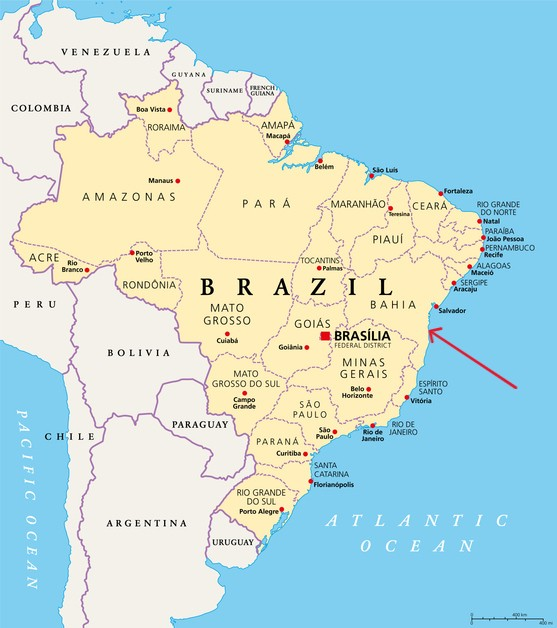 VENEZUELA
GUYANA
SURINAME
FRENCH
GUIANA
COLOMBIA
Boa Vista
RORAIMA
AMAPÁ
Macapá
Belém
São Luis
Manaus
AMAZONAS
PARÁ
MARANHÃO
Teresina
CEARÁ
Fortaleza
RIO GRANDE
DO NORTE
Natal
PARAÍBA
João Pessoa
PERNAMBUCO
Recife
PIAUÍ
ACRE
Rio
Branco
Porto
Velho
RONDÔNIA
TOCANTINS
Palmas
ALAGOAS
Maceió
SERGIPE
Aracaju
BRAZIL
PERU
MATO
GROSSO
Cuiabá
BAHIA
Salvador
GOIÁS
BRASÍLIA
FEDERAL DISTRICT
Goiânia
BOLIVIA
MINAS
GERAIS
Belo
Horizonte
MATO
GROSSO DO SUL
Campo
Grande
ESPÍRITO
SANTO
Vitória
SÃO
PAULO
São
Paulo
RIO DE
JANEIRO
Rio de
Janeiro
PARAGUAY
CHILE
PARANÁ
Curitiba
SANTA
CATARINA
Florianópolis
RIO GRANDE
DO SUL
Porto Alegre
PACIFIC OCEAN
ARGENTINA
URUGUAY
ATLANTIC
OCEAN
0
400 km
0
400 mi